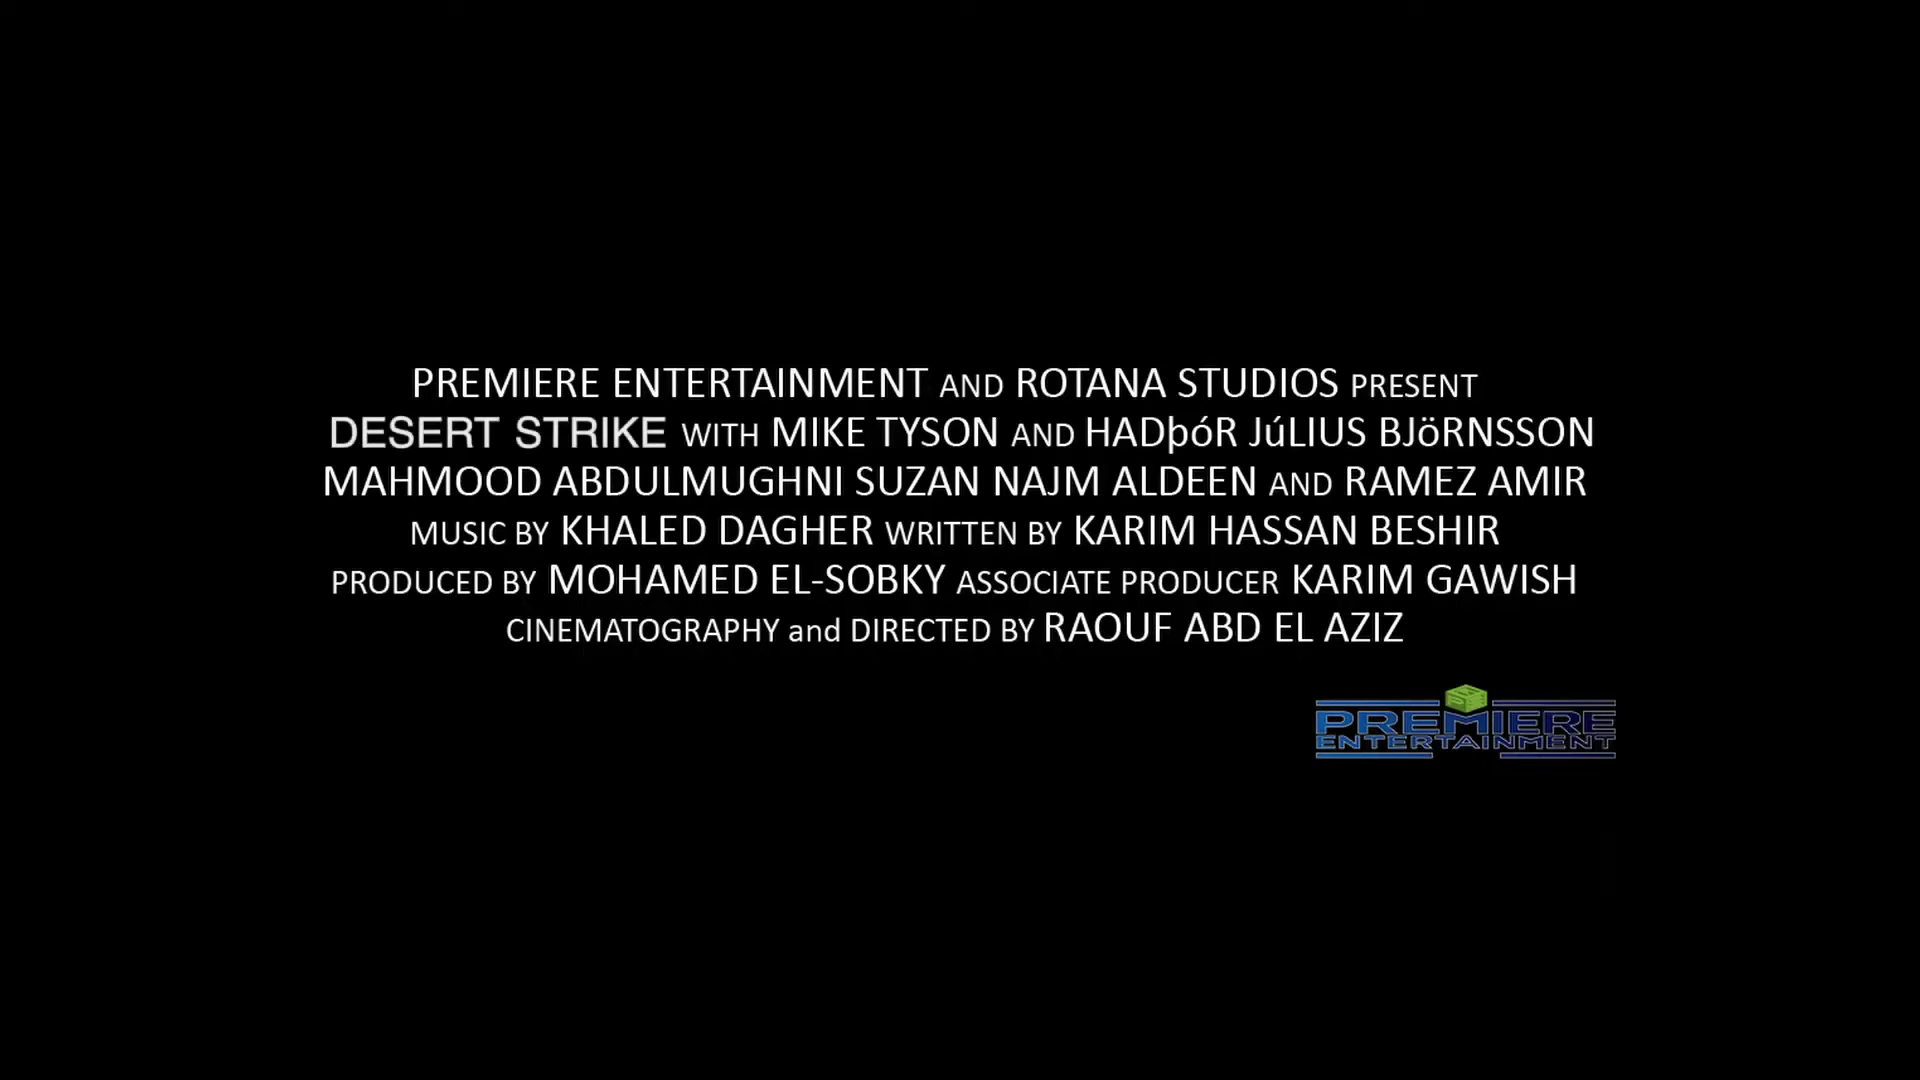 PREMIERE ENTERTAINMENT AND ROTANA STUDIOS PRESENT
DESERT STRIKE WITH MIKE TYSON AND HADþóR JúLIUS BJöRNSSON
MAHMOOD ABDULMUGHNI SUZAN NAJM ALDEEN AND RAMEZ AMIR
MUSIC BY KHALED DAGHER WRITTEN BY KARIM HASSAN BESHIR
PRODUCED BY MOHAMED EL-SOBKY ASSOCIATE PRODUCER KARIM GAWISH
CINEMATOGRAPHY and DIRECTED BY RAOUF ABD EL AZIZ
PREMIERE
ENTERTAINMENT